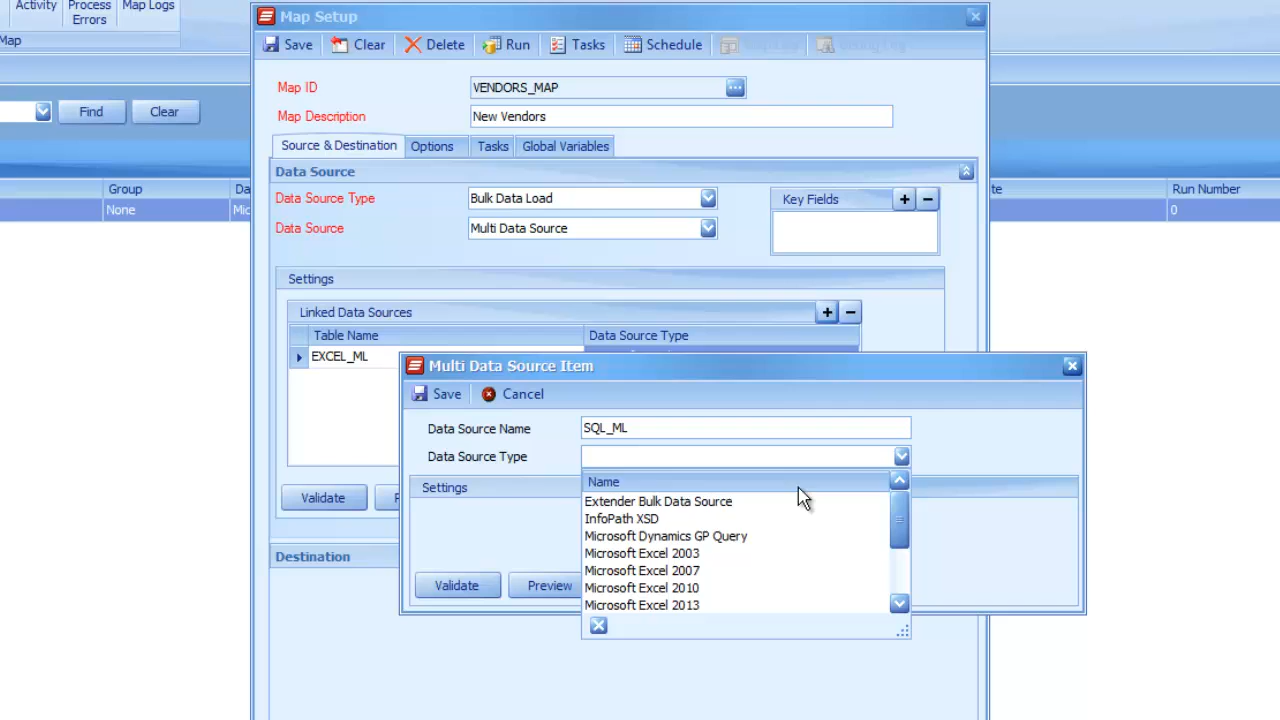 Activity
Process Errors
Map Logs
Map
Find
Clear
Group
Da
te
Run Number
None
Mic
0
Map Setup
Save
Clear
Delete
Run
Tasks
Schedule
Map ID
VENDORS_MAP
Map Description
New Vendors
Source & Destination
Options
Tasks
Global Variables
Data Source
Data Source Type
Bulk Data Load
Key Fields
Data Source
Multi Data Source
Settings
Linked Data Sources
Table Name
Data Source Type
EXCEL_ML
Validate
P
Destination
Multi Data Source Item
Save
Cancel
Data Source Name
SQL_ML
Data Source Type
Settings
Name
Extender Bulk Data Source
InfoPath XSD
Microsoft Dynamics GP Query
Microsoft Excel 2003
Microsoft Excel 2007
Microsoft Excel 2010
Microsoft Excel 2013
Validate
Preview